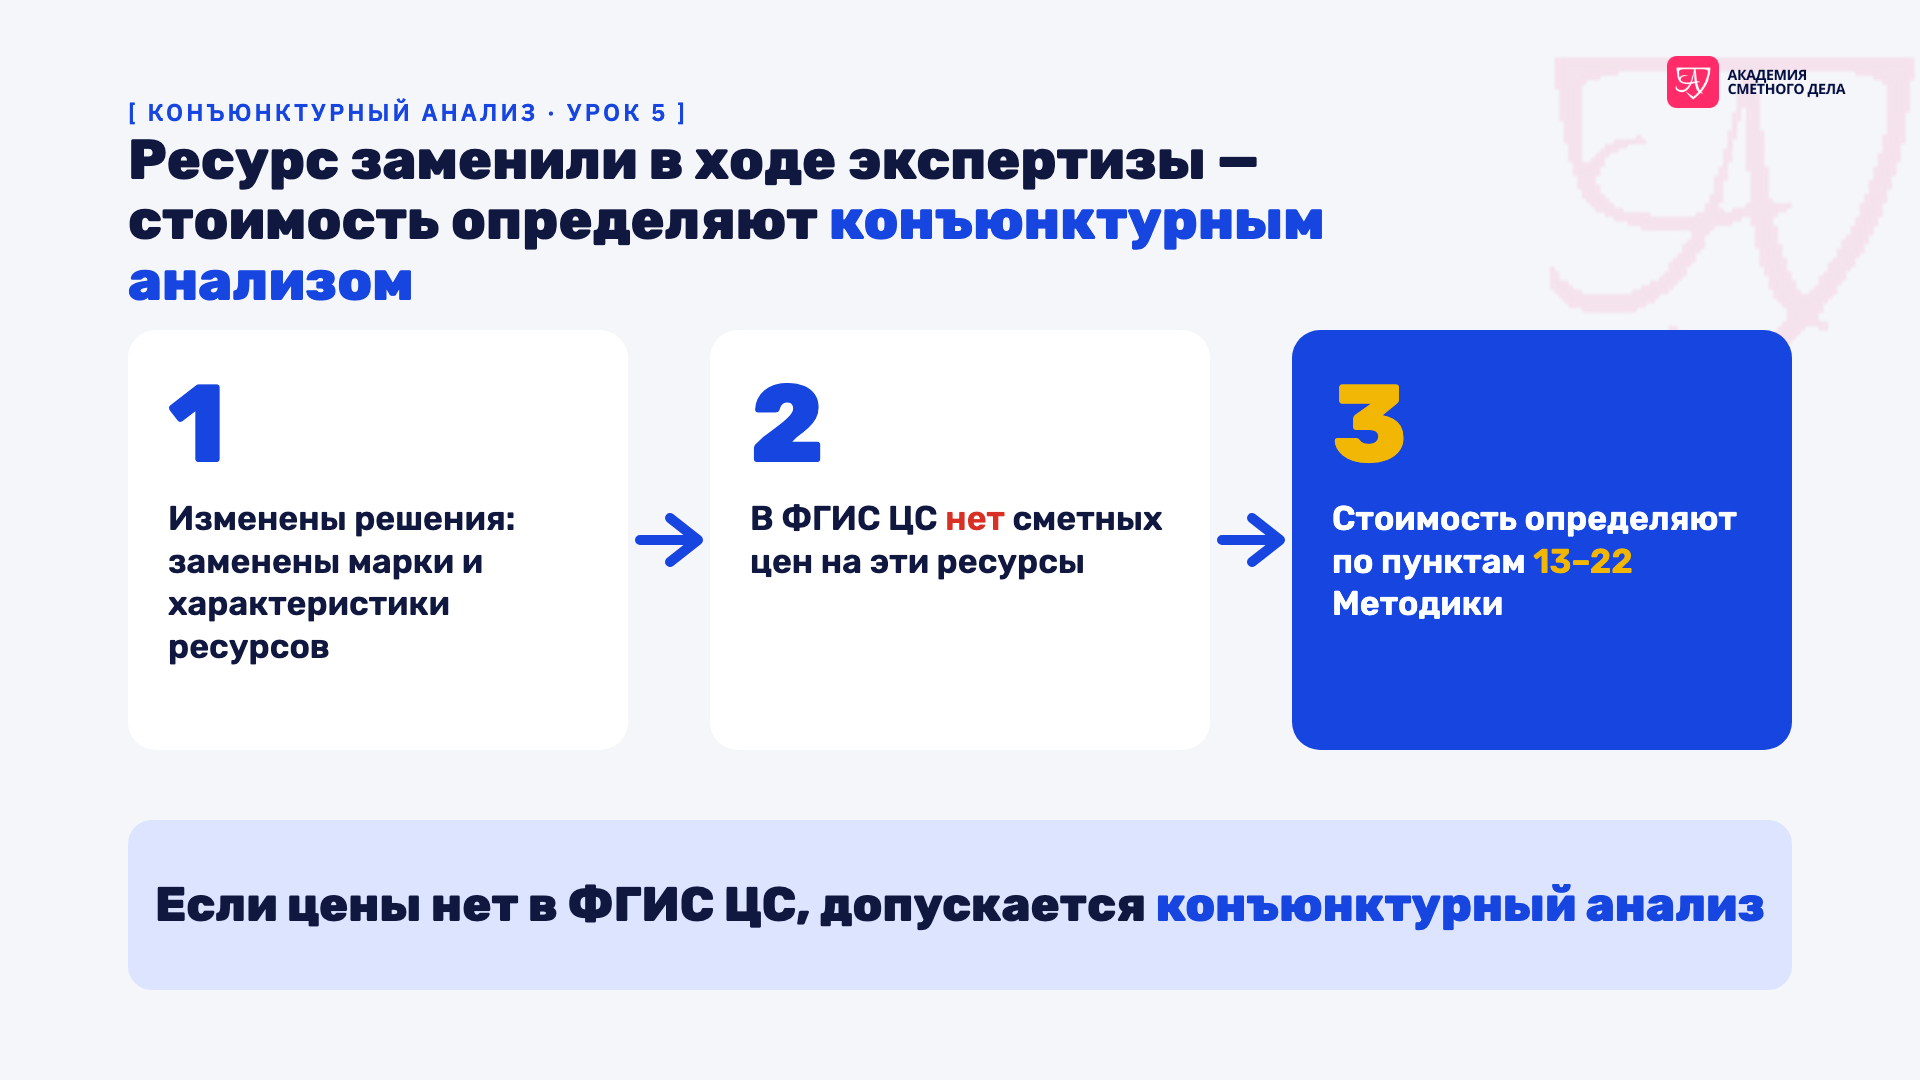 АКАДЕМИЯ
СМЕТНОГО ДЕЛА
[ КОНЪЮНКТУРНЫЙ АНАЛИЗ · УРОК 5 ]
Ресурс заменили в ходе экспертизы —
стоимость определяют конъюнктурным
анализом
1
Изменены решения:
заменены марки и
характеристики
ресурсов
2
В ФГИС ЦС нет сметных
цен на эти ресурсы
3
Стоимость определяют
по пунктам 13–22
Методики
Если цены нет в ФГИС ЦС, допускается конъюнктурный анализ